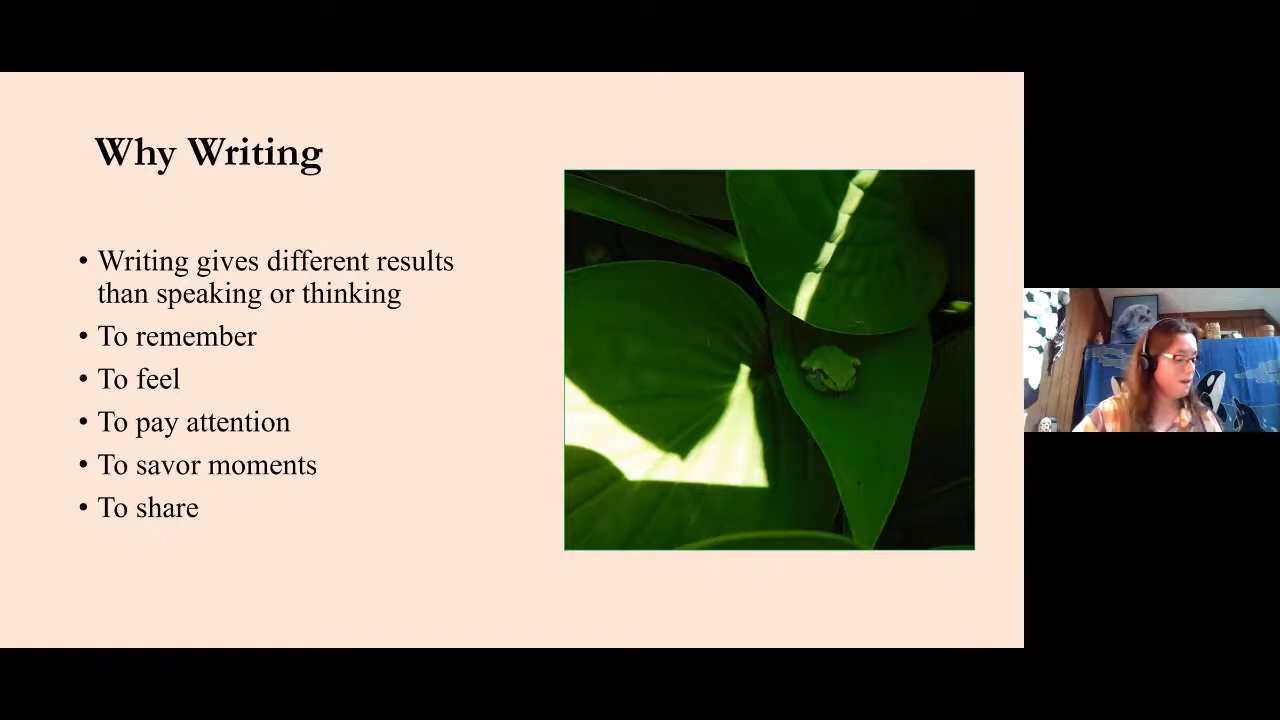 Why Writing
• Writing gives different results
than speaking or thinking
• To remember
• To feel
• To pay attention
• To savor moments
• To share